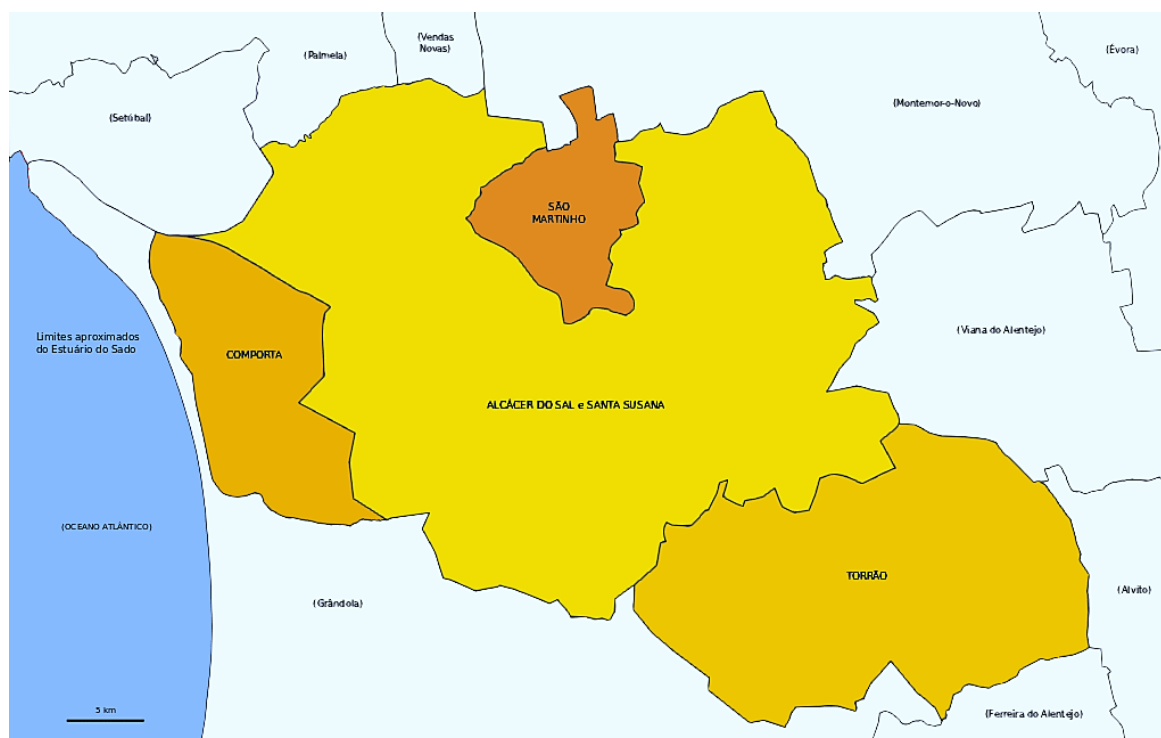 (Vendas
Novas)
(Palmela)
(Évora)
(Montemor-o-Novo)
(Setúbal)
SÃO
MARTINHO
(Viana do Alentejo)
Limites aproximados
do Estuário do Sado
COMPORTA
ALCÁCER DO SAL e SANTA SUSANA
(OCEANO ATLÂNTICO)
TORRÃO
(Alvito)
(Grândola)
5 km
(Ferreira do Alentejo)